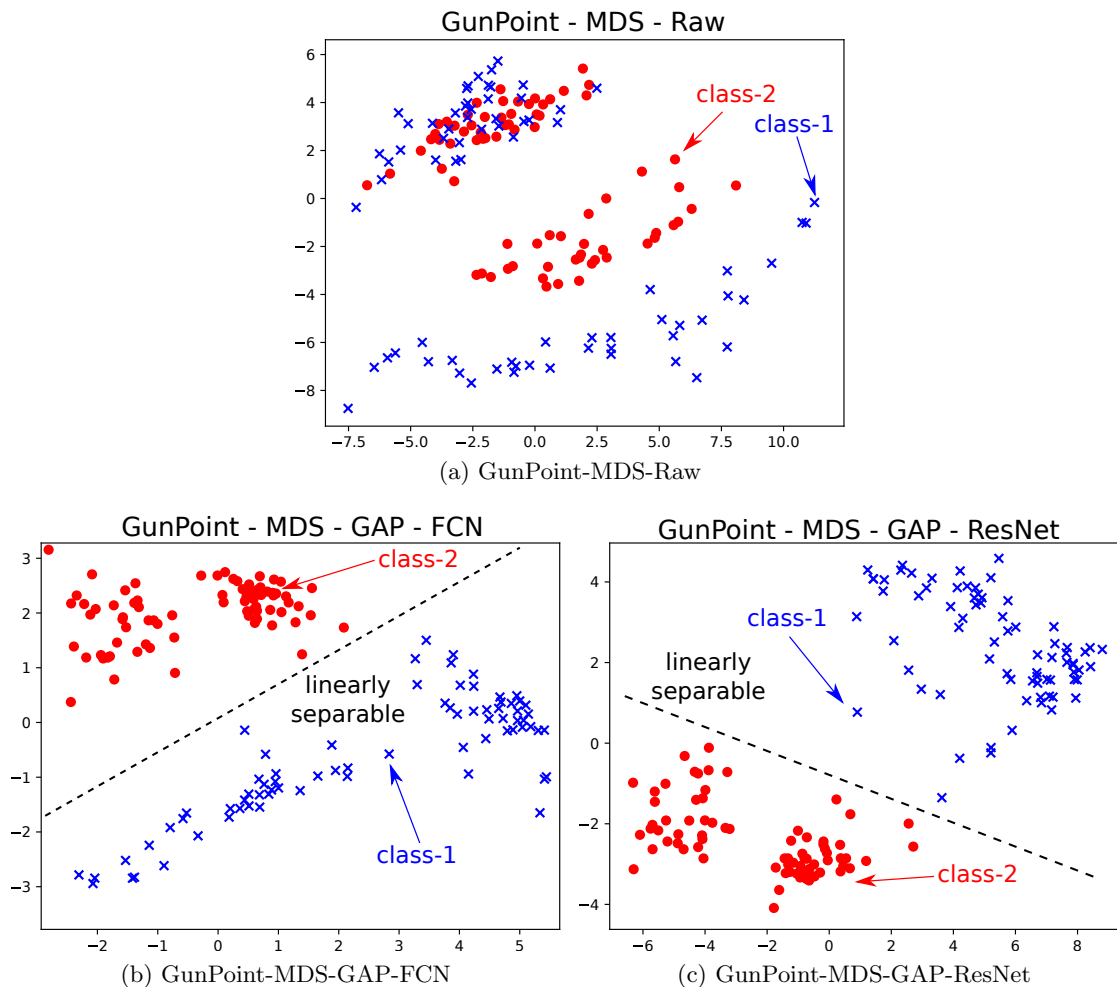 GunPoint - MDS - Raw
6
4
2
0
−2
−4
−6
−8
class-2
class-1
−7.5 −5.0 −2.5 0.0 2.5 5.0 7.5 10.0
(a) GunPoint-MDS-Raw
GunPoint - MDS - GAP - FCN
3
2
1
0
−1
−2
−3
class-2
linearly
separable
class-1
−2 −1 0 1 2 3 4 5
(b) GunPoint-MDS-GAP-FCN
GunPoint - MDS - GAP - ResNet
4
2
0
−2
−4
class-1
linearly
separable
class-2
−6 −4 −2 0 2 4 6 8
(c) GunPoint-MDS-GAP-ResNet